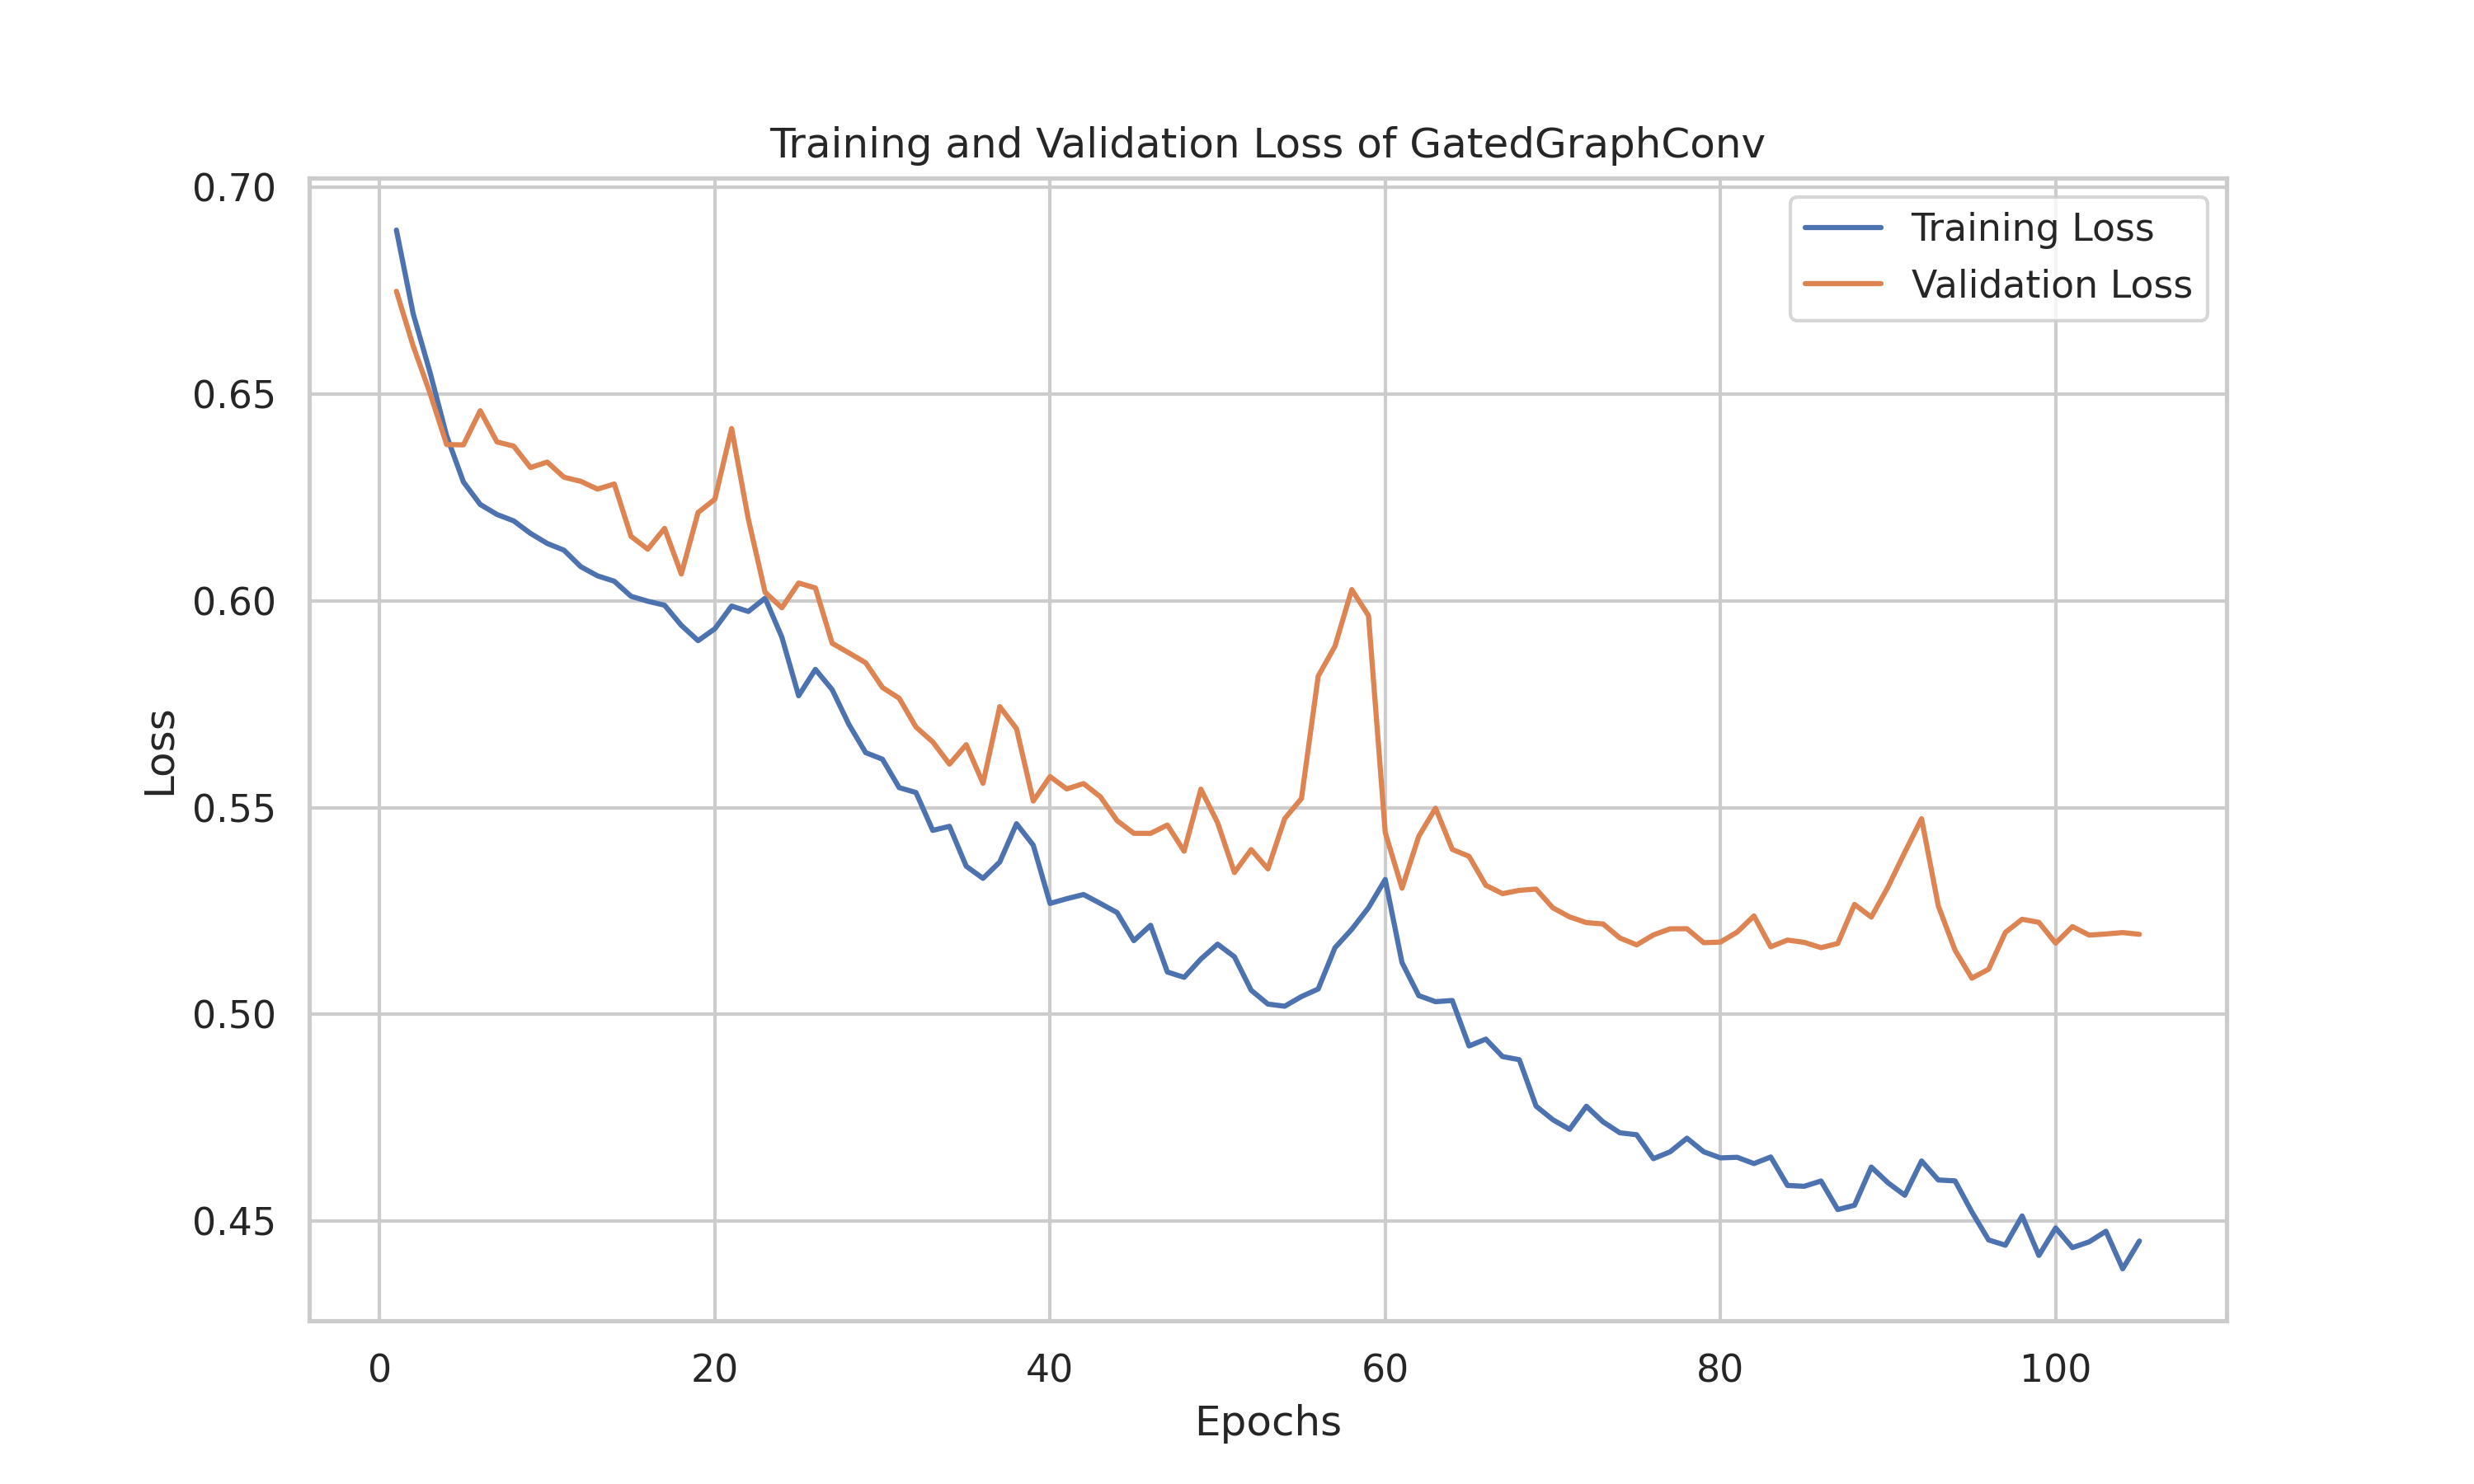 Training and Validation Loss of GatedGraphConv
Training Loss
Validation Loss
0.70
0.65
0.60
0.55
0.50
0.45
Loss
0 20 40 60 80 100
Epochs